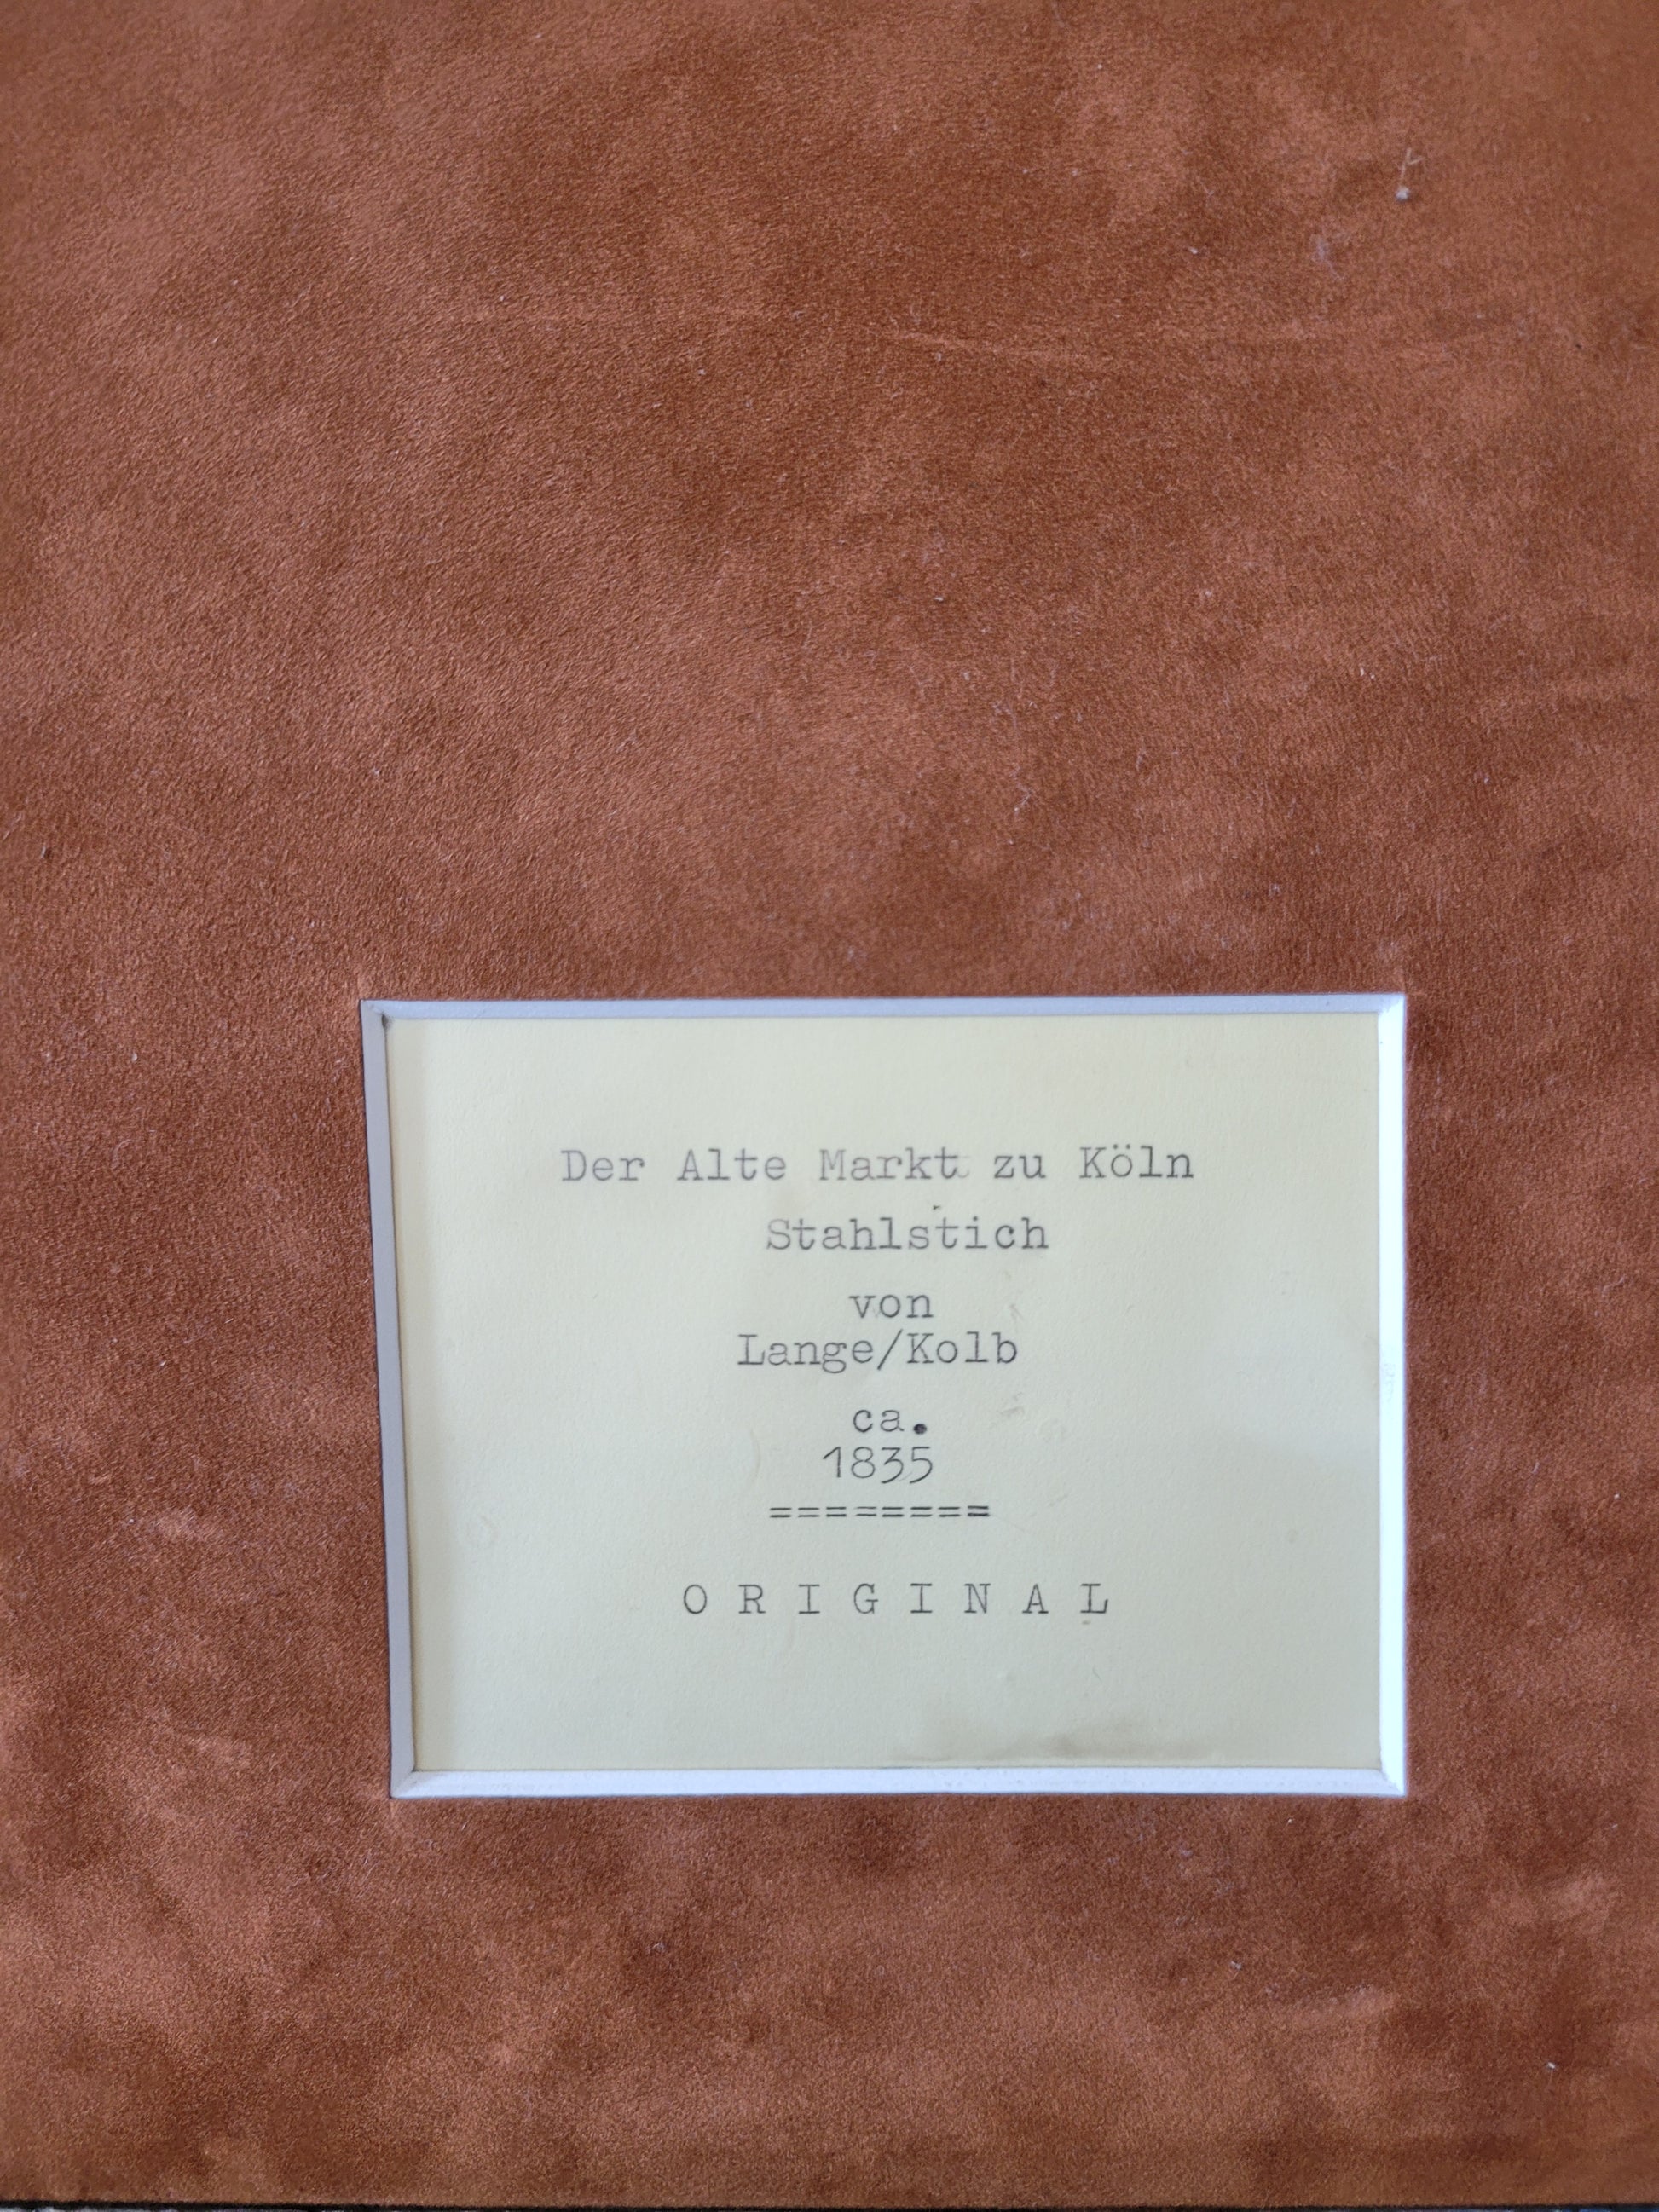 Der Alte Markt zu Köln
Stahlstich
von
Lange/Kolb
ca.
1835
========
O R I G I N A L